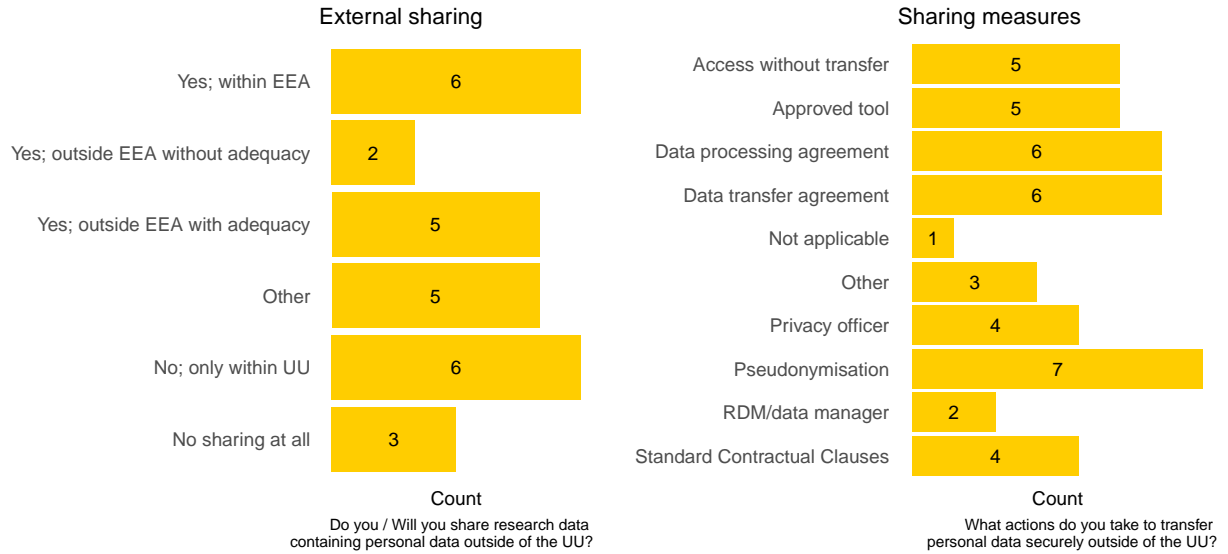 External sharing
Yes; within EEA
6
Yes; outside EEA without adequacy
2
Yes; outside EEA with adequacy
5
Other
5
No; only within UU
6
No sharing at all
3
Count
Do you / Will you share research data
containing personal data outside of the UU?
Sharing measures
Access without transfer
5
Approved tool
5
Data processing agreement
6
Data transfer agreement
6
Not applicable
1
Other
3
Privacy officer
4
Pseudonymisation
7
RDM/data manager
2
Standard Contractual Clauses
4
Count
What actions do you take to transfer
personal data securely outside of the UU?